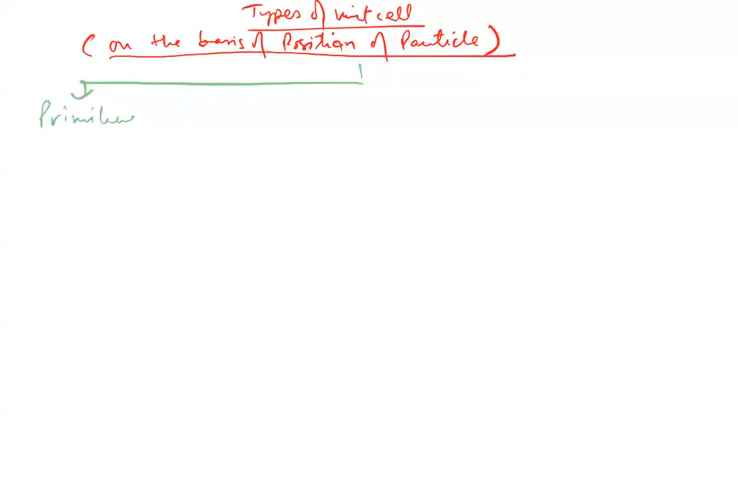 Types of unit cell
( on the basis of Position of Particle )
Primitive